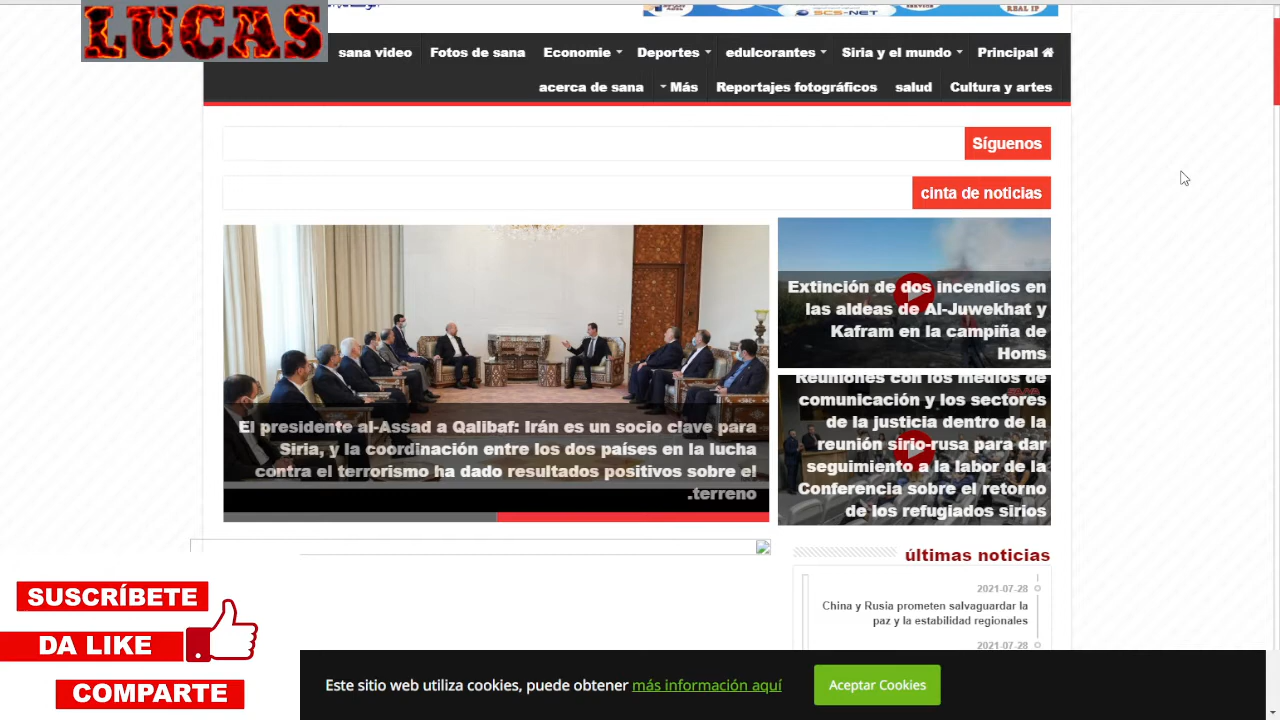 LUCAS
SCS-NET
REAL IP
sana video Fotos de sana Economie Deportes edulcorantes Siria y el mundo Principal
acerca de sana Más Reportajes fotográficos salud Cultura y artes
Síguenos
cinta de noticias
El presidente al-Assad a Qalibaf: Irán es un socio clave para
Siria, y la coordinación entre los dos países en la lucha
contra el terrorismo ha dado resultados positivos sobre el
.terreno
Extinción de dos incendios en
las aldeas de Al-Juwekhat y
Kafram en la campiña de
Homs
Reuniones con los medios de
comunicación y los sectores
de la justicia dentro de la
reunión sirio-rusa para dar
seguimiento a la labor de la
Conferencia sobre el retorno
de los refugiados sirios
últimas noticias
2021-07-28
China y Rusia prometen salvaguardar la
paz y la estabilidad regionales
2021-07-28
SUSCRÍBETE
DA LIKE
COMPARTE
Este sitio web utiliza cookies, puede obtener más información aquí
Aceptar Cookies